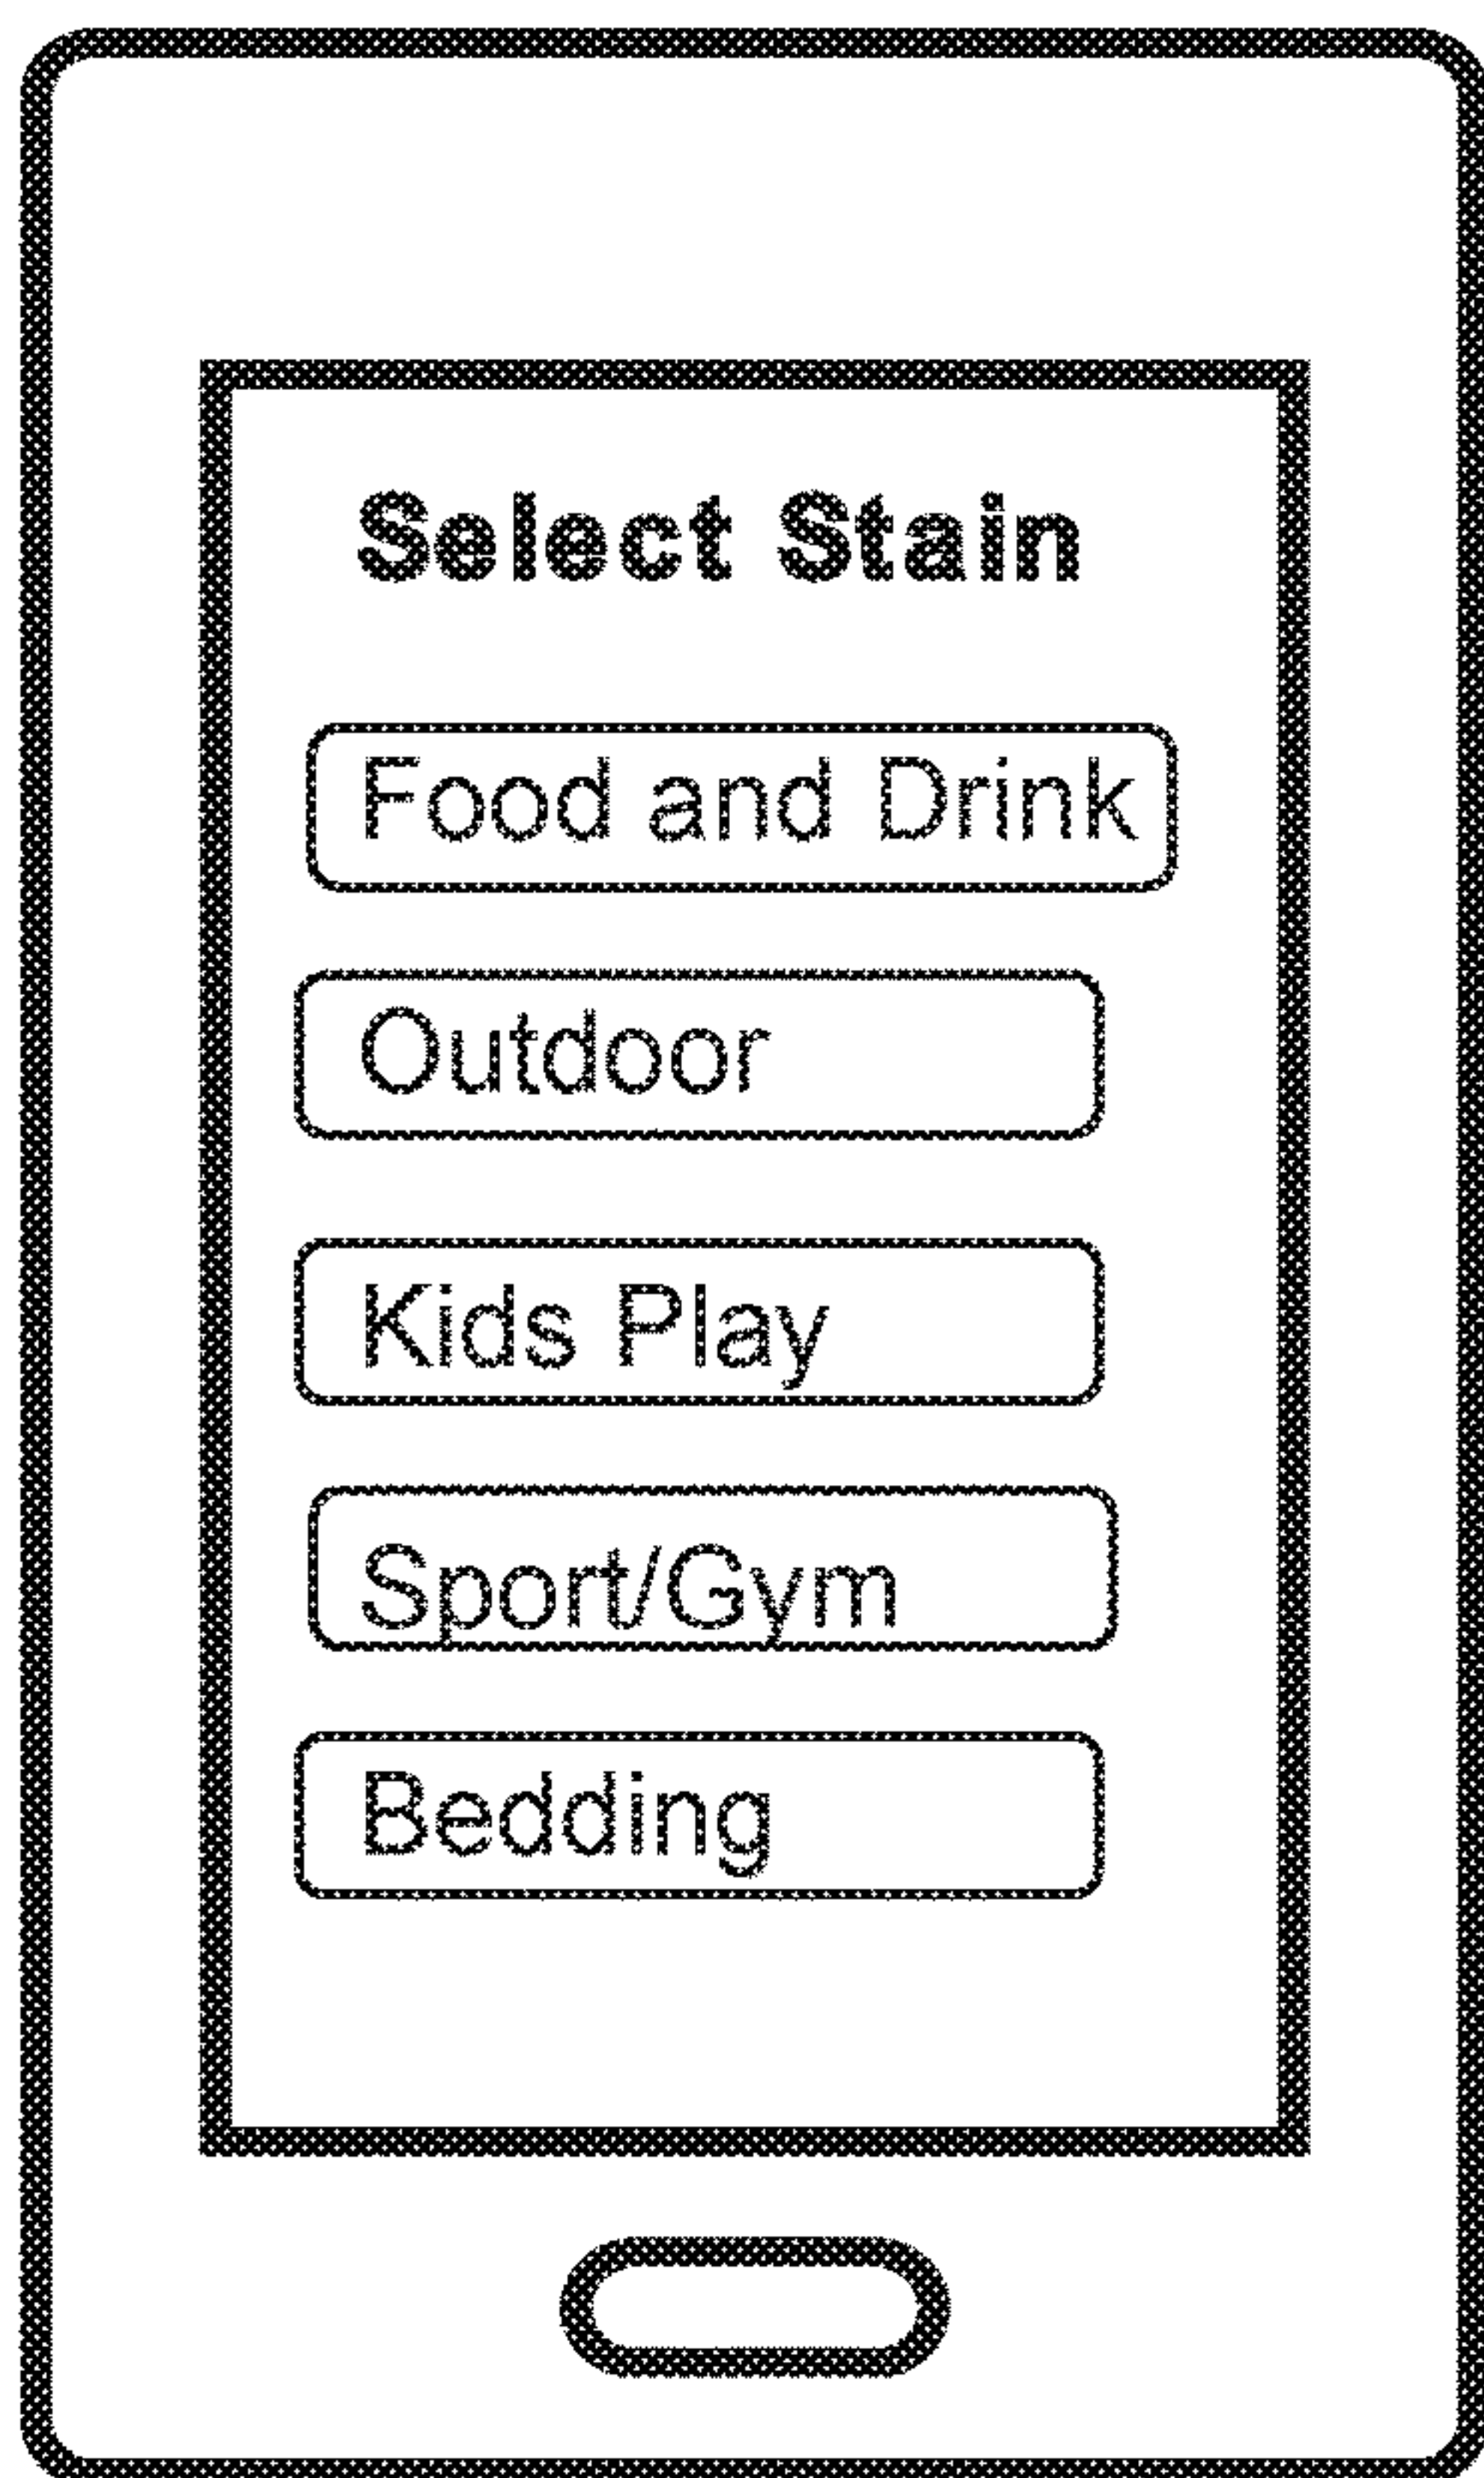 Select Stain
Food and Drink
Outdoor
Kids Play
Sport/Gym
Bedding